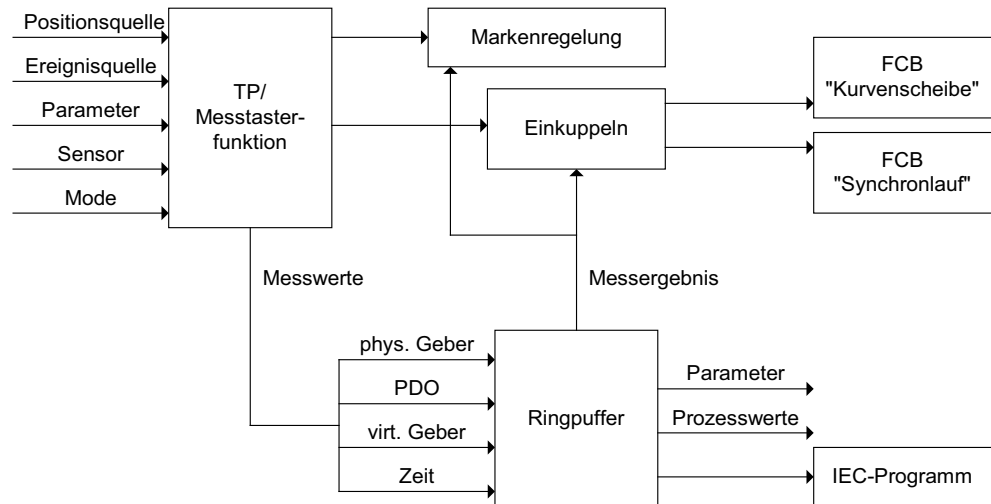 Positionsquelle
Ereignisquelle
Parameter
Sensor
Mode
TP/
Messtaster-
funktion
Markenregelung
Einkuppeln
FCB
"Kurvenscheibe"
FCB
"Synchronlauf"
Messwerte
Messergebnis
phys. Geber
PDO
virt. Geber
Zeit
Ringpuffer
Parameter
Prozesswerte
IEC-Programm